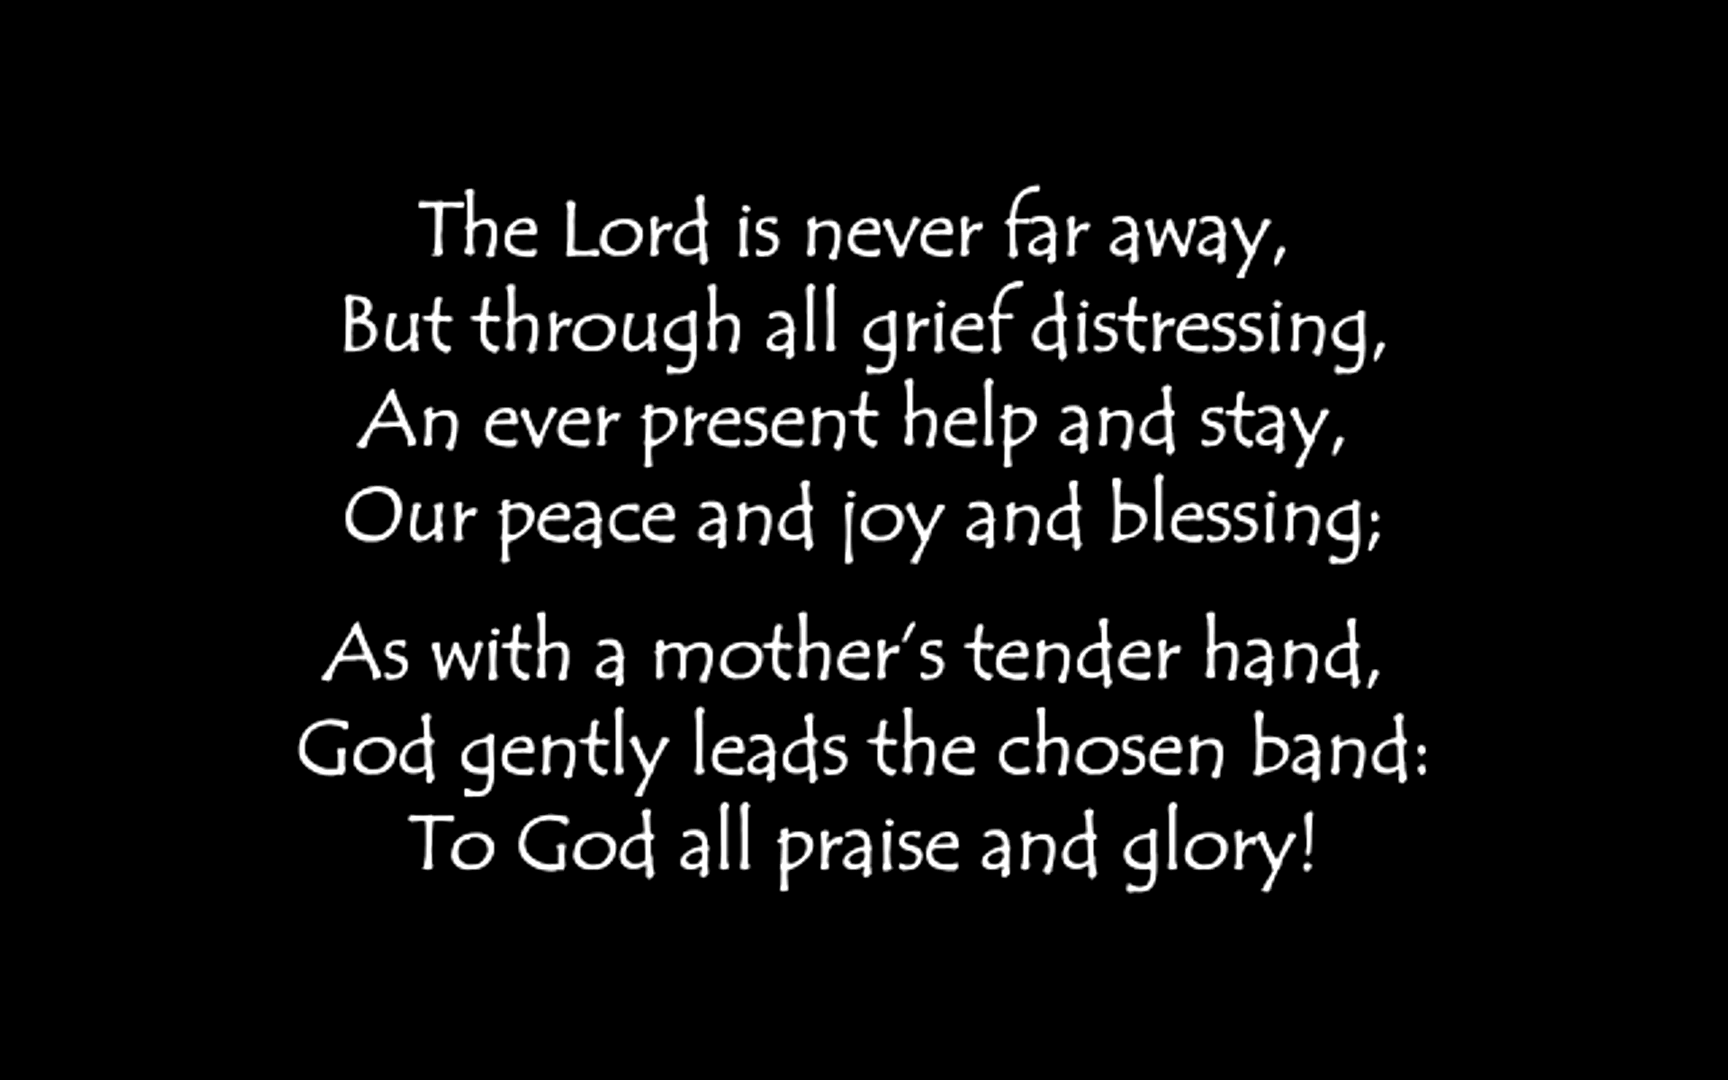 The Lord is never far away,
But through all grief distressing,
An ever present help and stay,
Our peace and joy and blessing;
As with a mother’s tender hand,
God gently leads the chosen band:
To God all praise and glory!